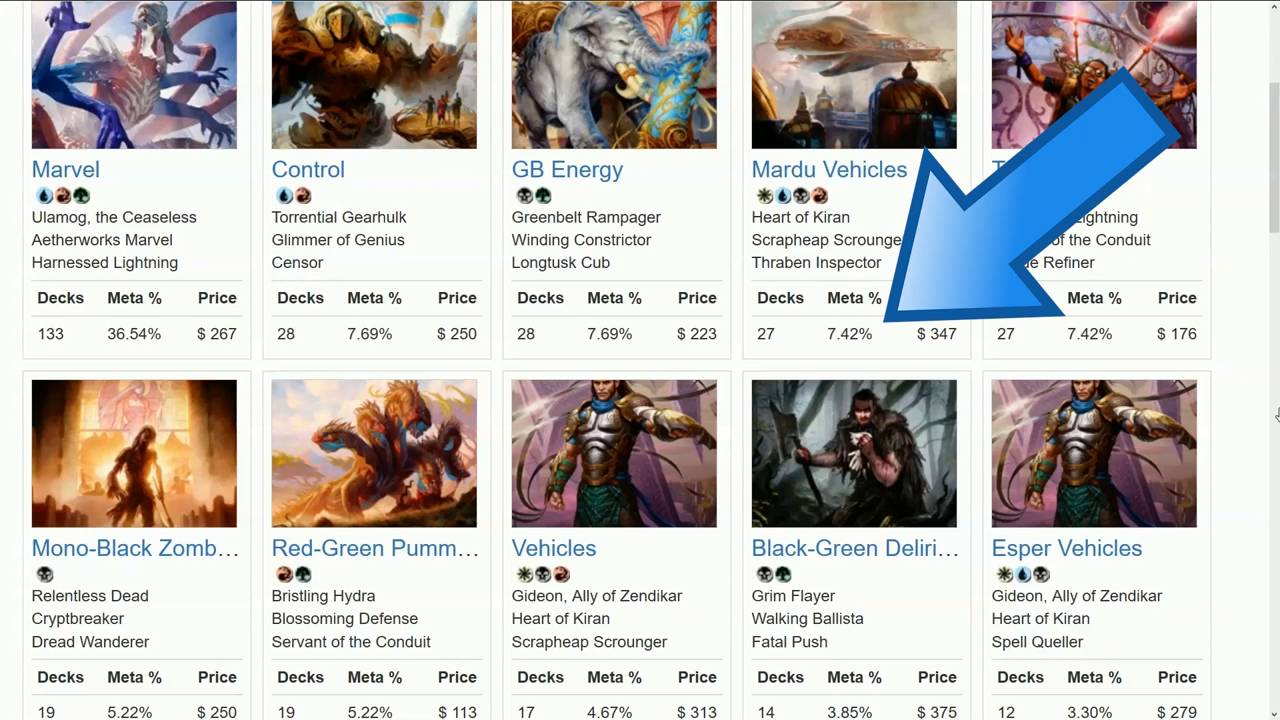 Marvel
Ulamog, the Ceaseless
Aetherworks Marvel
Harnessed Lightning
Decks Meta % Price
133 36.54% $ 267
Control
Torrential Gearhulk
Glimmer of Genius
Censor
Decks Meta % Price
28 7.69% $ 250
GB Energy
Greenbelt Rampager
Winding Constrictor
Longtusk Cub
Decks Meta % Price
28 7.69% $ 223
Mardu Vehicles
Heart of Kiran
Scrapheap Scrounge
Thraben Inspector
Decks Meta %
27 7.42% $ 347
ightning
of the Conduit
Refiner
Meta % Price
27 7.42% $ 176
Mono-Black Zomb...
Relentless Dead
Cryptbreaker
Dread Wanderer
Decks Meta % Price
19 5.22% $ 250
Red-Green Pumm...
Bristling Hydra
Blossoming Defense
Servant of the Conduit
Decks Meta % Price
19 5.22% $ 113
Vehicles
Gideon, Ally of Zendikar
Heart of Kiran
Scrapheap Scrounger
Decks Meta % Price
17 4.67% $ 313
Black-Green Deliri...
Grim Flayer
Walking Ballista
Fatal Push
Decks Meta % Price
14 3.85% $ 375
Esper Vehicles
Gideon, Ally of Zendikar
Heart of Kiran
Spell Queller
Decks Meta % Price
12 3.30% $ 279